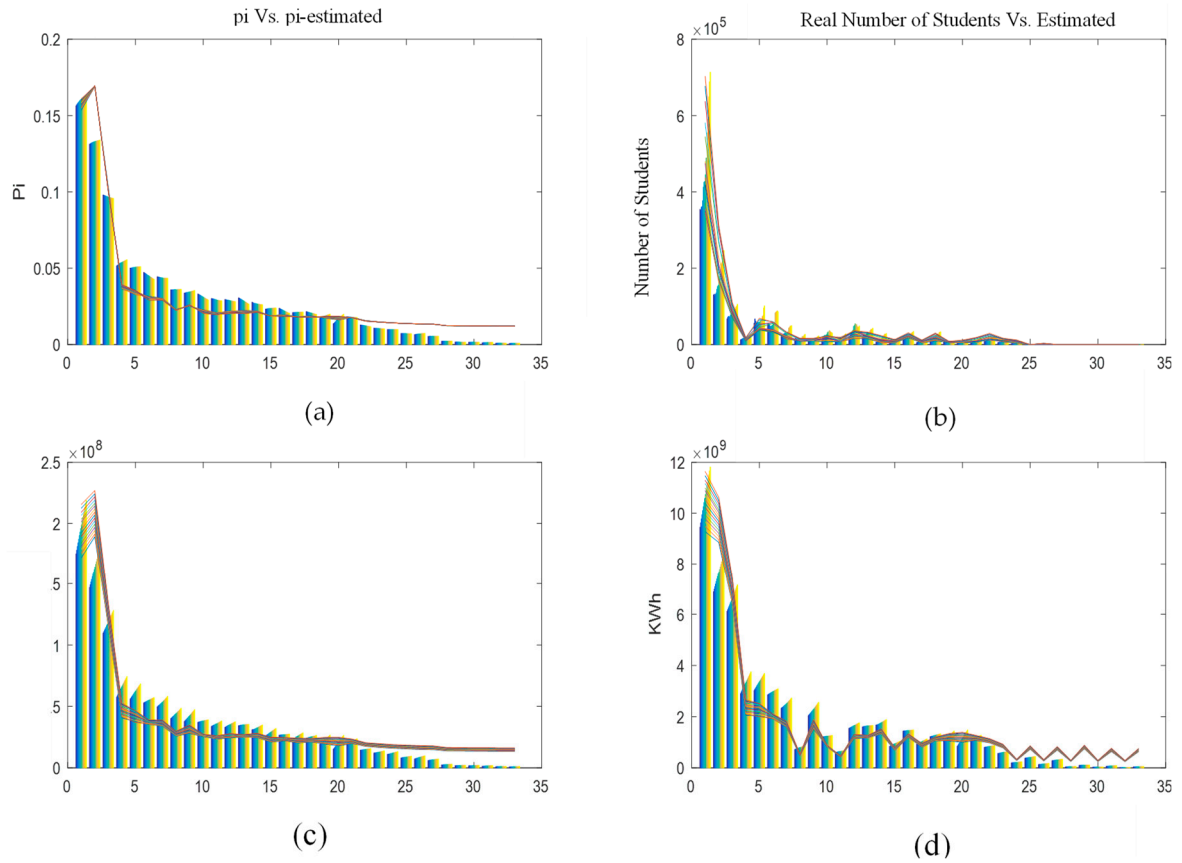 pi Vs. pi-estimated
0.2
0.15
0.1
0.05
0
Pi
0 5 10 15 20 25 30 35
(a)
Real Number of Students Vs. Estimated
×10^5
8
6
4
2
0
Number of Students
0 5 10 15 20 25 30 35
(b)
×10^8
2.5
2
5
1
5
0
0 5 10 15 20 25 30 35
(c)
×10^9
12
10
8
6
4
2
0
KWh
0 5 10 15 20 25 30 35
(d)